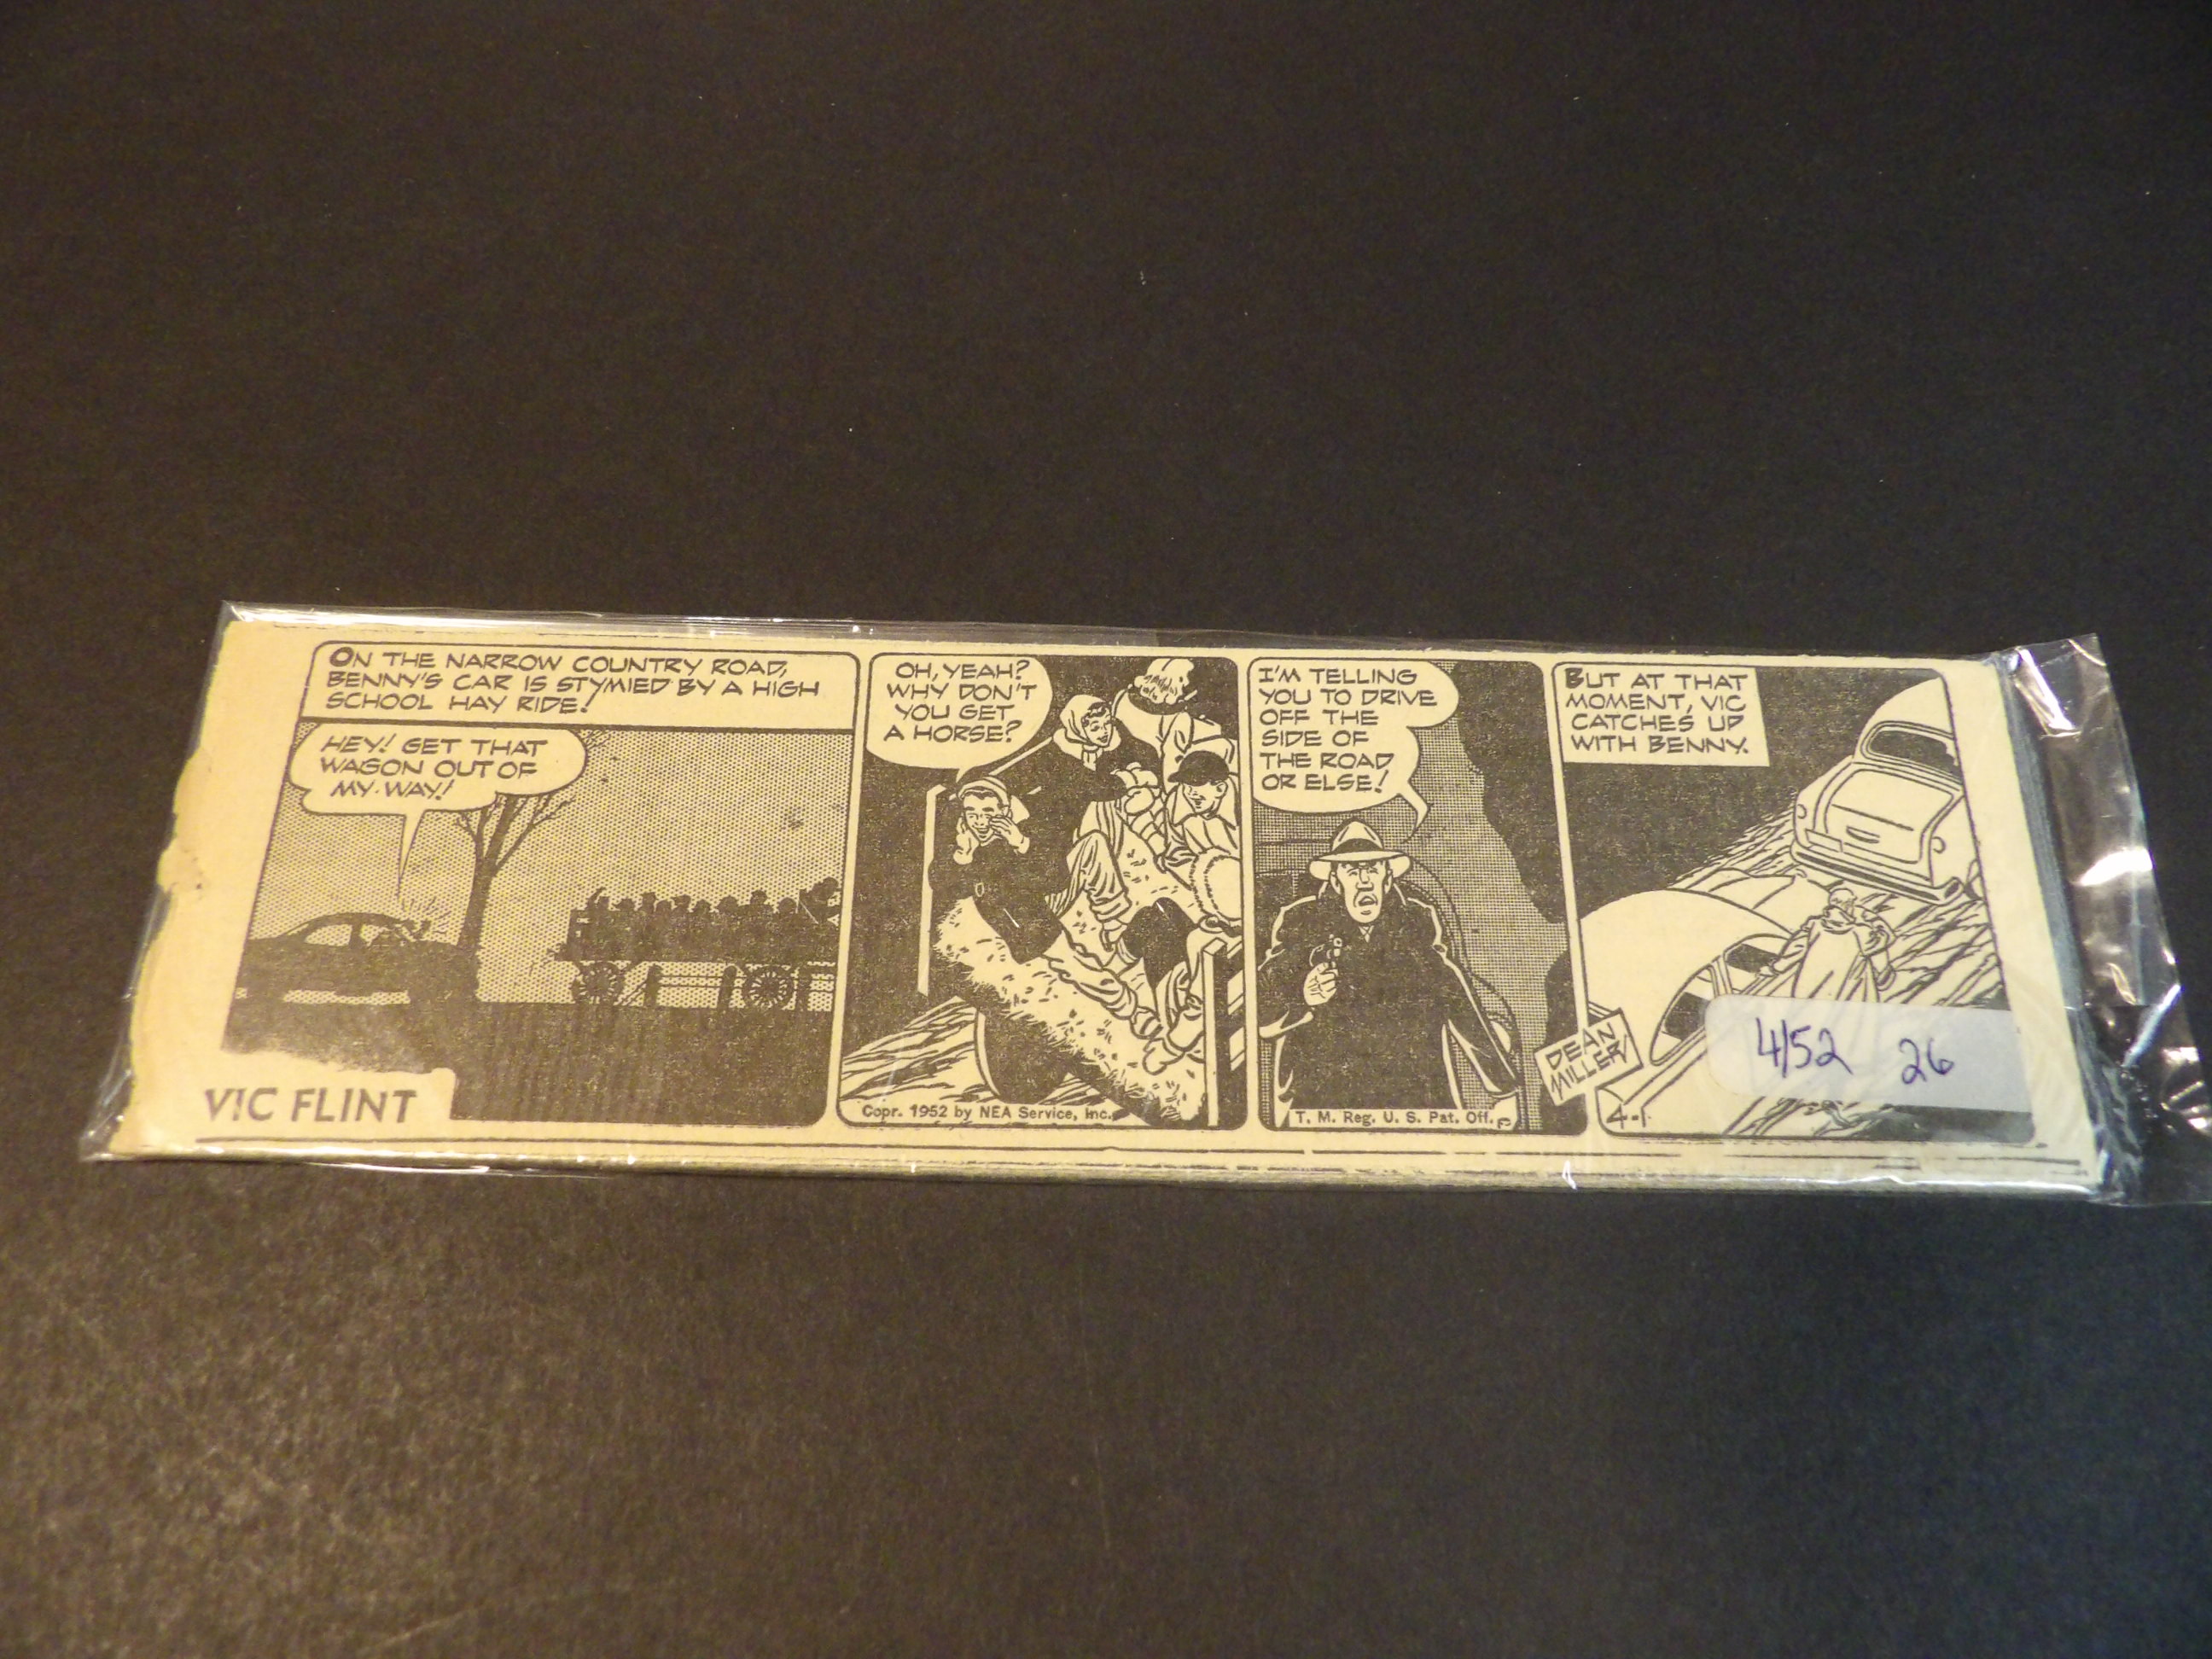 ON THE NARROW COUNTRY ROAD,
BENNY'S CAR IS STYMIED BY A HIGH
SCHOOL HAY RIDE!
HEY! GET THAT
WAGON OUT OF
MY WAY!
VIC FLINT
OH, YEAH?
WHY DON'T
YOU GET
A HORSE?
Copr. 1952 by NEA Service, Inc.
I'M TELLING
YOU TO DRIVE
OFF THE
SIDE OF
THE ROAD
OR ELSE!
T. M. Reg. U. S. Pat. Off.
BUT AT THAT
MOMENT, VIC
CATCHES UP
WITH BENNY.
DEAN
MILLER
4-1
4/52 26